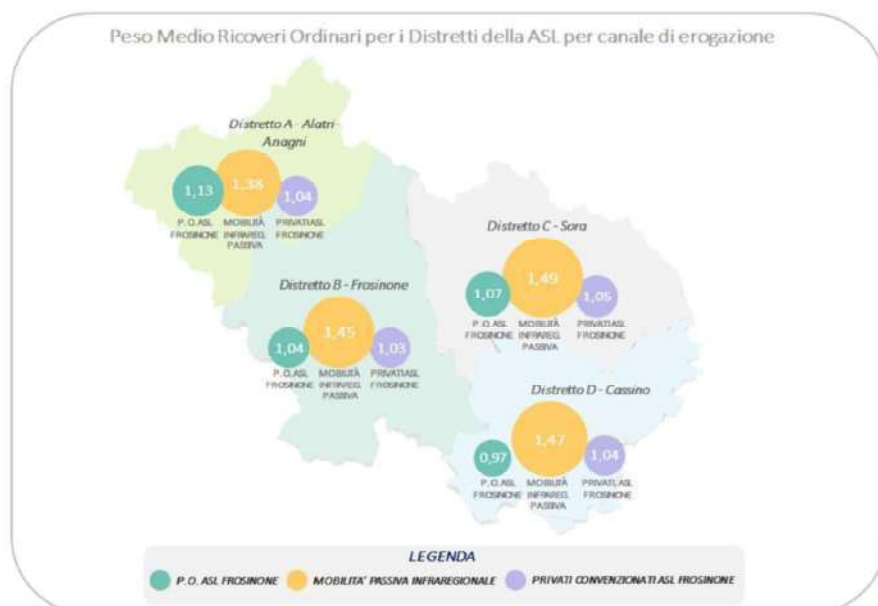 Peso Medio Ricoveri Ordinari per i Distretti della ASL per canale di erogazione
Distretto A - Alatri-
Anagni
1,13
1,38
1,04
P. O. ASL
FROSINONE
MOBILITÀ
INFRAREG.
PASSIVA
PRIVATI ASL
FROSINONE
Distretto C - Sora
1,07
1,49
1,05
P. O. ASL
FROSINONE
MOBILITÀ
INFRAREG.
PASSIVA
PRIVATI ASL
FROSINONE
Distretto B - Frosinone
1,04
1,45
1,03
P. O. ASL
FROSINONE
MOBILITÀ
INFRAREG.
PASSIVA
PRIVATI ASL
FROSINONE
Distretto D - Cassino
0,97
1,47
1,04
P. O. ASL
FROSINONE
MOBILITÀ
INFRAREG.
PASSIVA
PRIVATI, ASL
FROSINONE
LEGENDA
P.O. ASL FROSINONE
MOBILITA' PASSIVA INFRAREGIONALE
PRIVATI CONVENZIONATI ASL FROSINONE